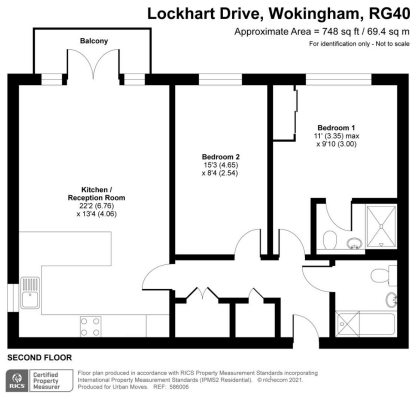 Lockhart Drive, Wokingham, RG40
Approximate Area = 748 sq ft / 69.4 sq m
For identification only - Not to scale
Balcony
Bedroom 1
11' (3.35) max
x 9'10 (3.00)
Bedroom 2
15'3 (4.65)
x 8'4 (2.54)
Kitchen /
Reception Room
22'2 (6.76)
x 13'4 (4.06)
SECOND FLOOR
RICS
Certified
Property
Measurer
Floor plan produced in accordance with RICS Property Measurement Standards incorporating
International Property Measurement Standards (IPMS2 Residential). © nichecom 2021.
Produced for Urban Moves. REF: 586006